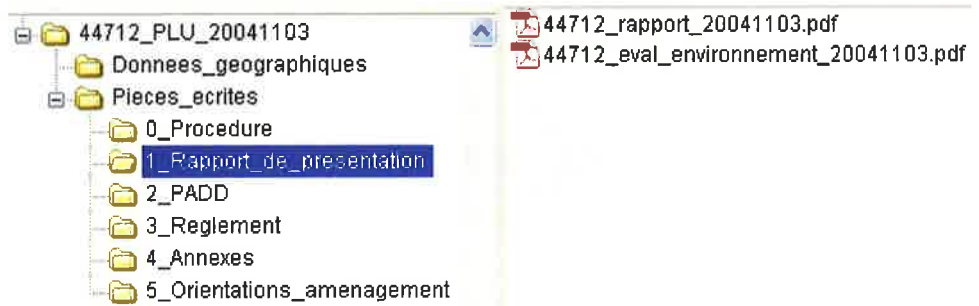 44712_PLU_20041103
Donnees_geographiques
Pieces_ecrites
0_Procedure
1_Rapport_de_presentation
2_PADD
3_Reglement
4_Annexes
5_Orientations_amenagement
44712_rapport_20041103.pdf
44712_eval_environnement_20041103.pdf